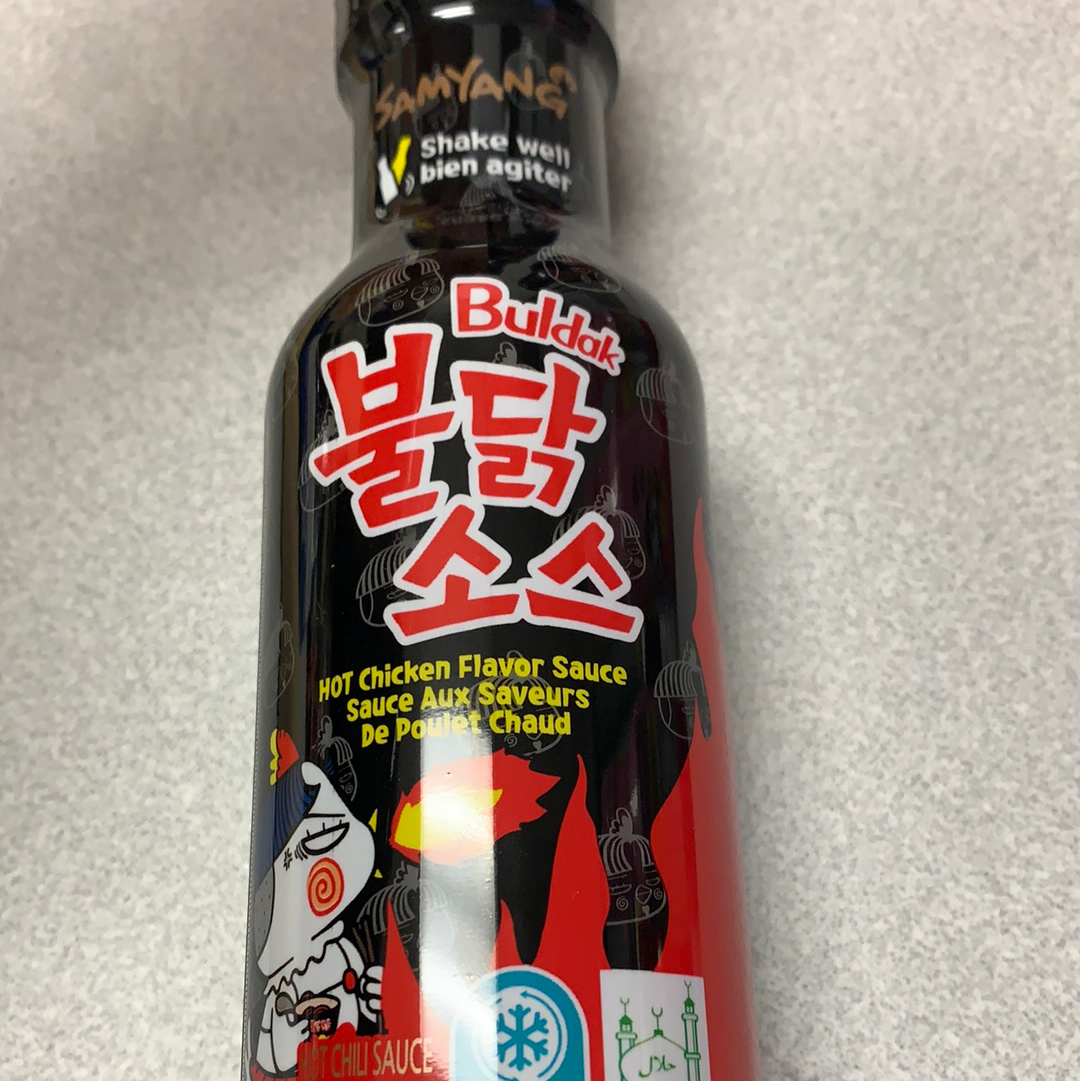 SAMYANG
Shake well
bien agiter
Buldak
불닭
소스
HOT Chicken Flavor Sauce
Sauce Aux Saveurs
De Poulet Chaud
HOT CHILI SAUCE
حلال